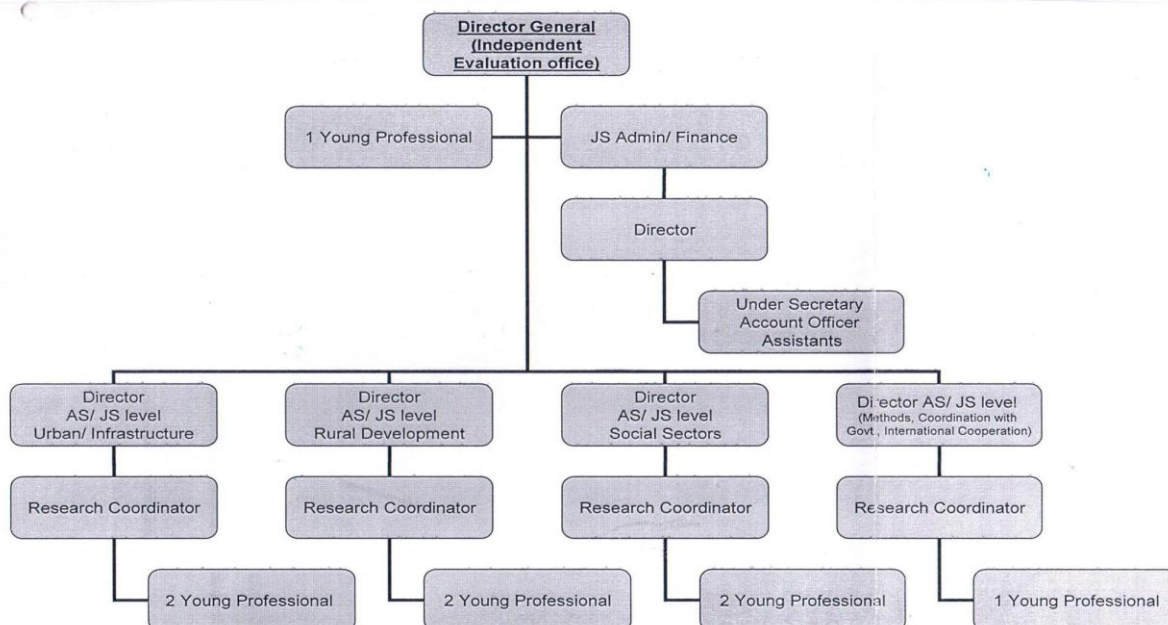 Director General
(Independent
Evaluation office)
1 Young Professional
JS Admin/ Finance
Director
Under Secretary
Account Officer
Assistants
Director
AS/ JS level
Urban/ Infrastructure
Director
AS/ JS level
Rural Development
Director
AS/ JS level
Social Sectors
Director AS/ JS level
(Methods, Coordination with
Govt., International Cooperation)
Research Coordinator
Research Coordinator
Research Coordinator
Research Coordinator
2 Young Professional
2 Young Professional
2 Young Professional
1 Young Professional